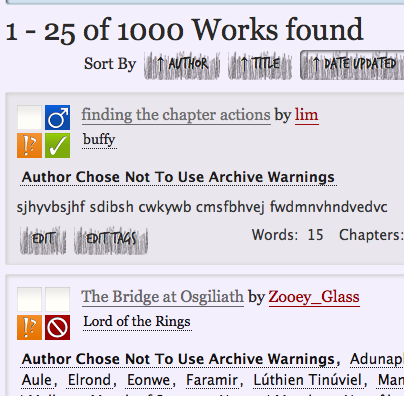 1 - 25 of 1000 Works found
Sort By ↑ AUTHOR ↑ TITLE ↑ DATE UPDATED
finding the chapter actions by lim
buffy
Author Chose Not To Use Archive Warnings
sjhyvbsjhf sdibsh cwkywb cmsfbhvej fwdmnvhndvedvc
EDIT EDIT TAGS Words: 15 Chapters:
The Bridge at Osgiliath by Zooey_Glass
!? Lord of the Rings
Author Chose Not To Use Archive Warnings, Adunap
Aule, Elrond, Eonwe, Faramir, Lúthien Tinúviel, Man